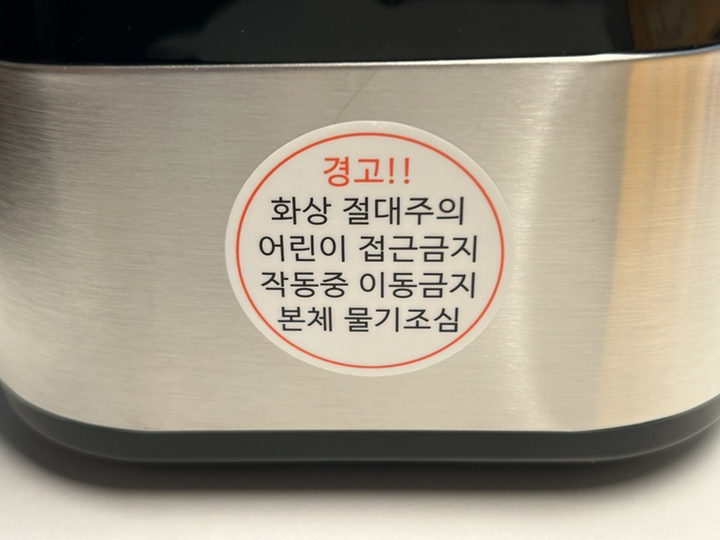 경고!!
화상 절대주의
어린이 접근금지
작동중 이동금지
본체 물기조심